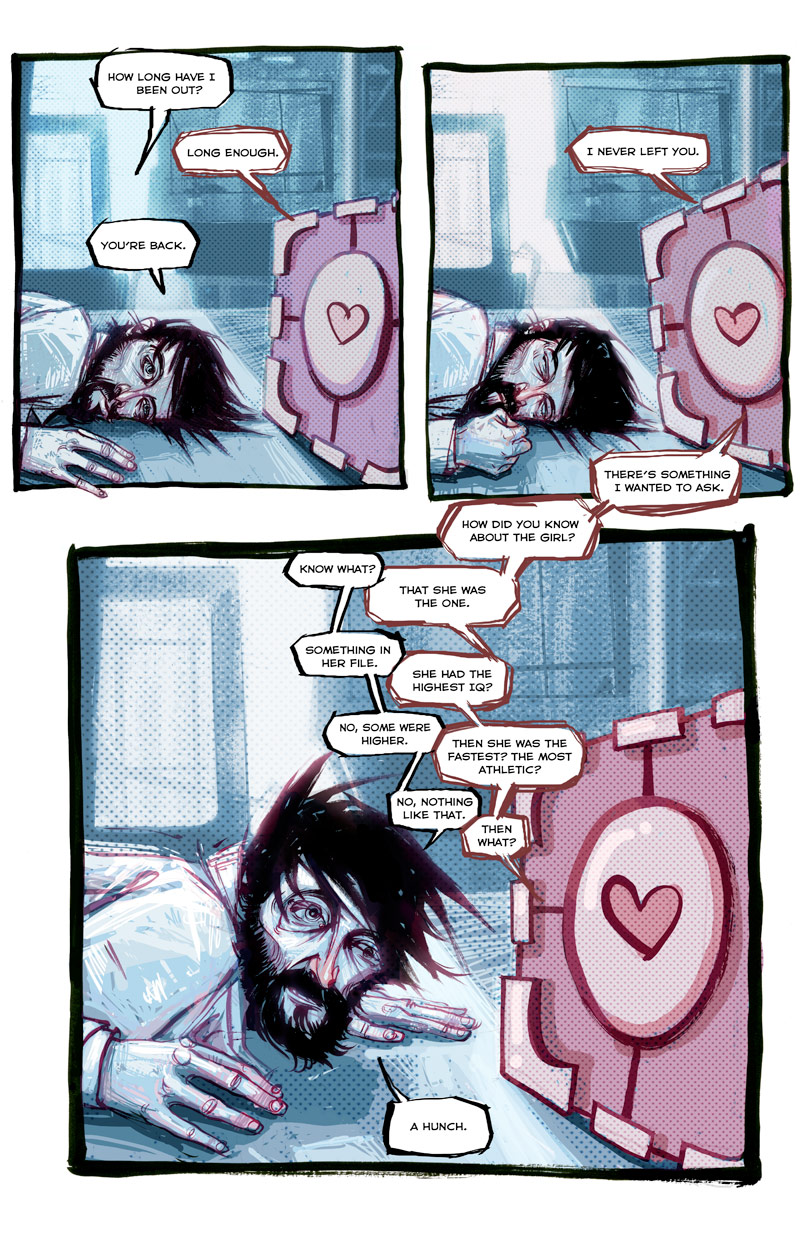 HOW LONG HAVE I
BEEN OUT?
LONG ENOUGH.
YOU'RE BACK.
I NEVER LEFT YOU.
THERE'S SOMETHING
I WANTED TO ASK.
HOW DID YOU KNOW
ABOUT THE GIRL?
KNOW WHAT?
THAT SHE WAS
THE ONE.
SOMETHING IN
HER FILE.
SHE HAD THE
HIGHEST IQ?
NO, SOME WERE
HIGHER.
THEN SHE WAS THE
FASTEST? THE MOST
ATHLETIC?
NO, NOTHING
LIKE THAT.
THEN
WHAT?
A HUNCH.